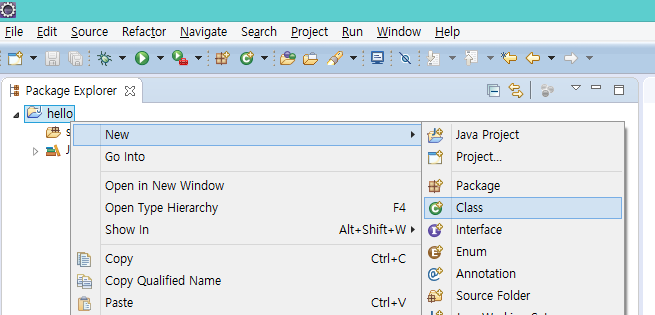 File Edit Source Refactor Navigate Search Project Run Window Help
Package Explorer
hello
New
Go Into
Open in New Window
Open Type Hierarchy F4
Show In Alt+Shift+W
Copy Ctrl+C
Copy Qualified Name
Paste Ctrl+V
Java Project
Project...
Package
Class
Interface
Enum
Annotation
Source Folder